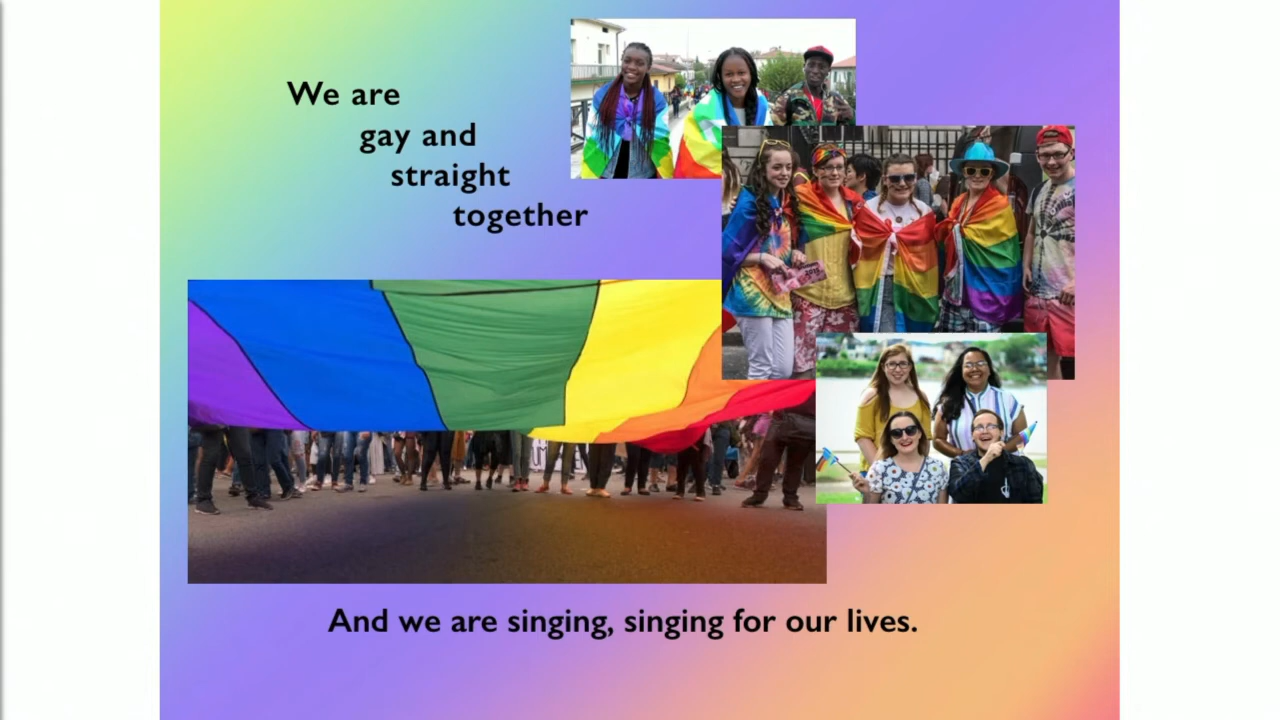 We are
gay and
straight
together
And we are singing, singing for our lives.